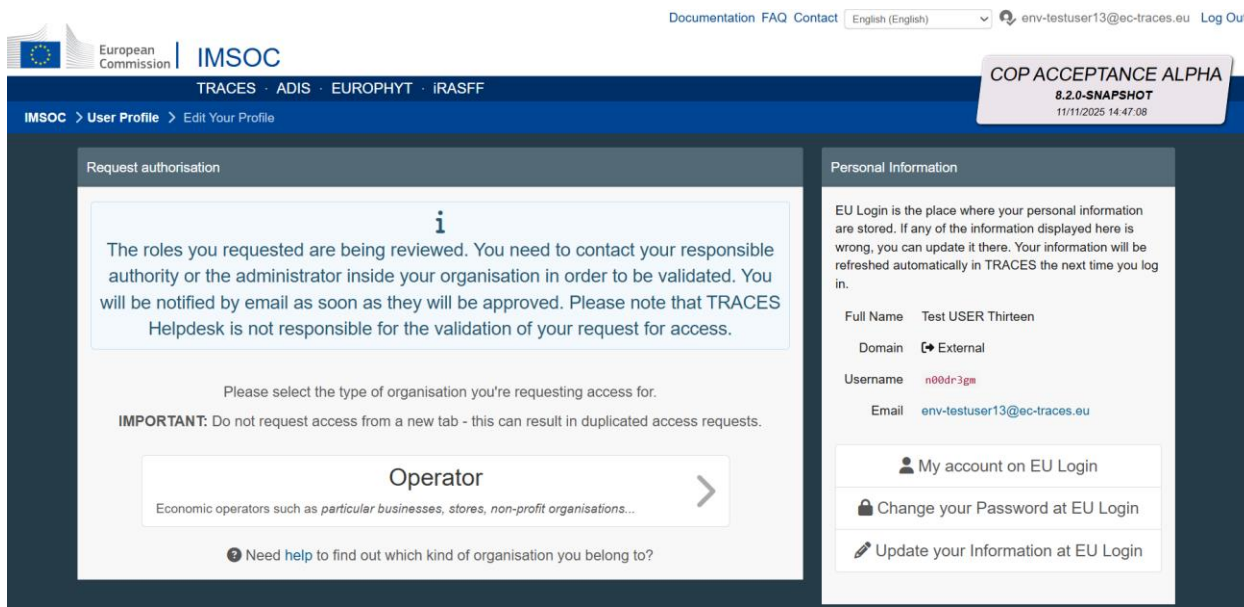 Documentation FAQ Contact English (English) env-testuser13@ec-traces.eu Log Out
European
Commission
IMSOC
TRACES · ADIS · EUROPHYT · iRASFF
COP ACCEPTANCE ALPHA
8.2.0-SNAPSHOT
11/11/2025 14:47:08
IMSOC > User Profile > Edit Your Profile
Request authorisation
i
The roles you requested are being reviewed. You need to contact your responsible
authority or the administrator inside your organisation in order to be validated. You
will be notified by email as soon as they will be approved. Please note that TRACES
Helpdesk is not responsible for the validation of your request for access.
Please select the type of organisation you're requesting access for.
IMPORTANT: Do not request access from a new tab - this can result in duplicated access requests.
Operator
Economic operators such as particular businesses, stores, non-profit organisations...
? Need help to find out which kind of organisation you belong to?
Personal Information
EU Login is the place where your personal information
are stored. If any of the information displayed here is
wrong, you can update it there. Your information will be
refreshed automatically in TRACES the next time you log
in.
Full Name Test USER Thirteen
Domain External
Username n00dr3gm
Email env-testuser13@ec-traces.eu
My account on EU Login
Change your Password at EU Login
Update your Information at EU Login